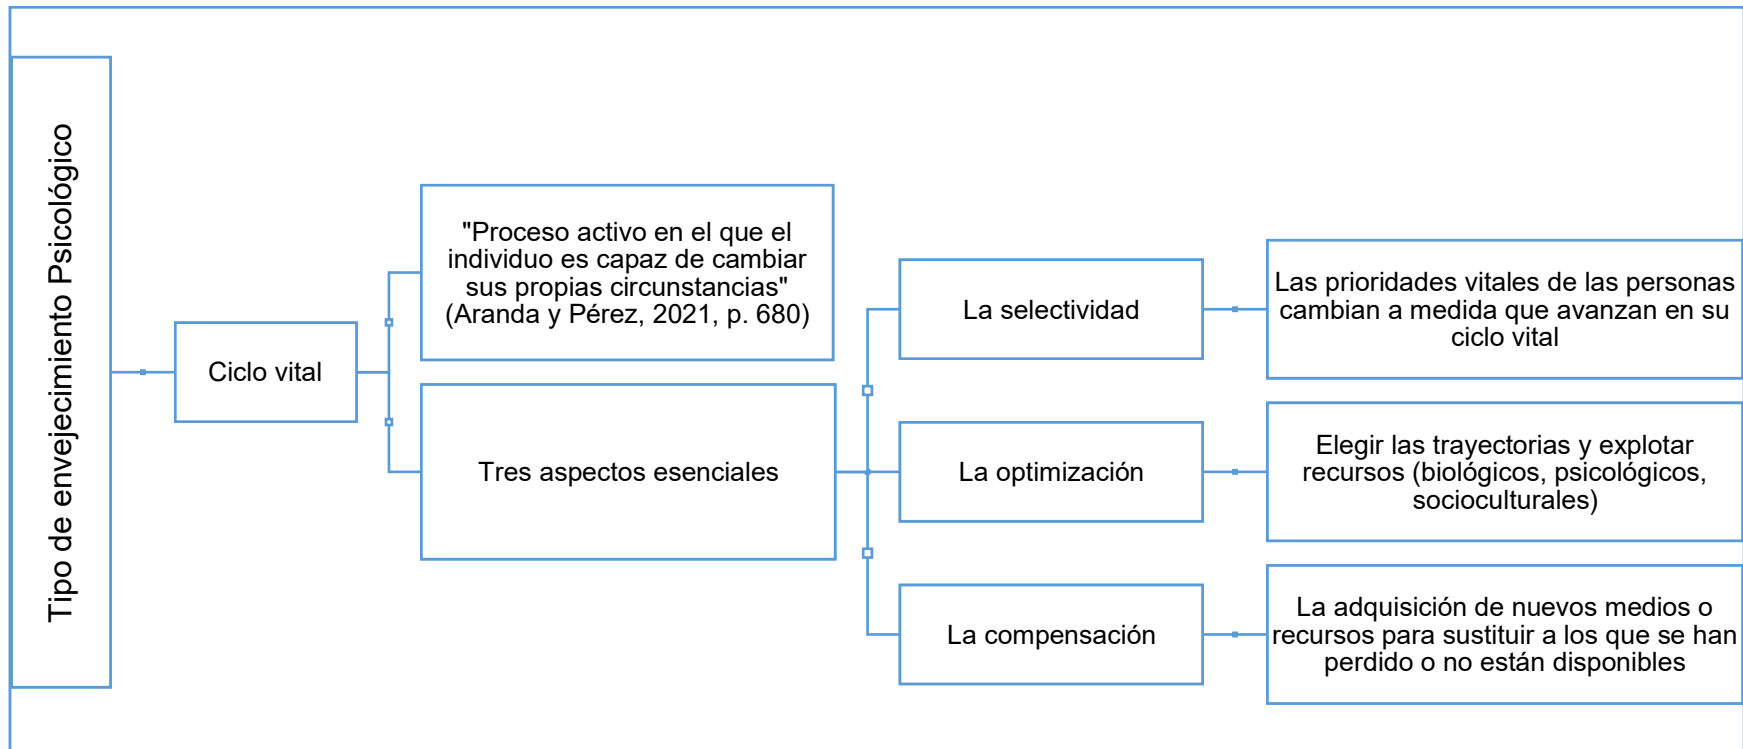 Tipo de envejecimiento Psicológico
Ciclo vital
"Proceso activo en el que el
individuo es capaz de cambiar
sus propias circunstancias"
(Aranda y Pérez, 2021, p. 680)
Tres aspectos esenciales
La selectividad
Las prioridades vitales de las personas
cambian a medida que avanzan en su
ciclo vital
La optimización
Elegir las trayectorias y explotar
recursos (biológicos, psicológicos,
socioculturales)
La compensación
La adquisición de nuevos medios o
recursos para sustituir a los que se han
perdido o no están disponibles